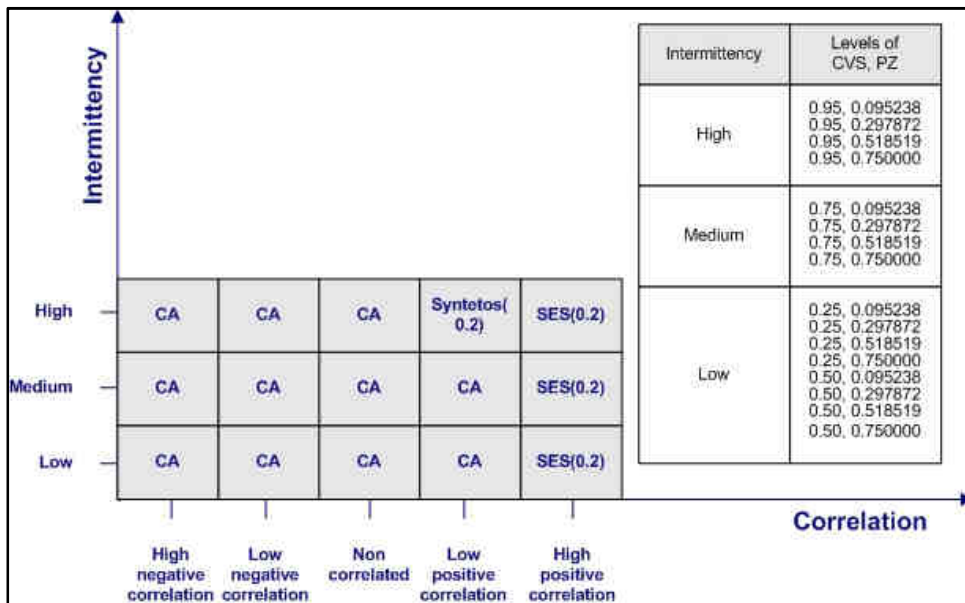 Intermittency
High
CA
CA
CA
Syntetos(
0.2)
SES(0.2)
Medium
CA
CA
CA
CA
SES(0.2)
Low
CA
CA
CA
CA
SES(0.2)
High
negative
correlation
Low
negative
correlation
Non
correlated
Low
positive
correlation
High
positive
correlation
Correlation
Intermittency
Levels of
CVS, PZ
High
0.95, 0.095238
0.95, 0.297872
0.95, 0.518519
0.95, 0.750000
Medium
0.75, 0.095238
0.75, 0.297872
0.75, 0.518519
0.75, 0.750000
Low
0.25, 0.095238
0.25, 0.297872
0.25, 0.518519
0.25, 0.750000
0.50, 0.095238
0.50, 0.297872
0.50, 0.518519
0.50, 0.750000